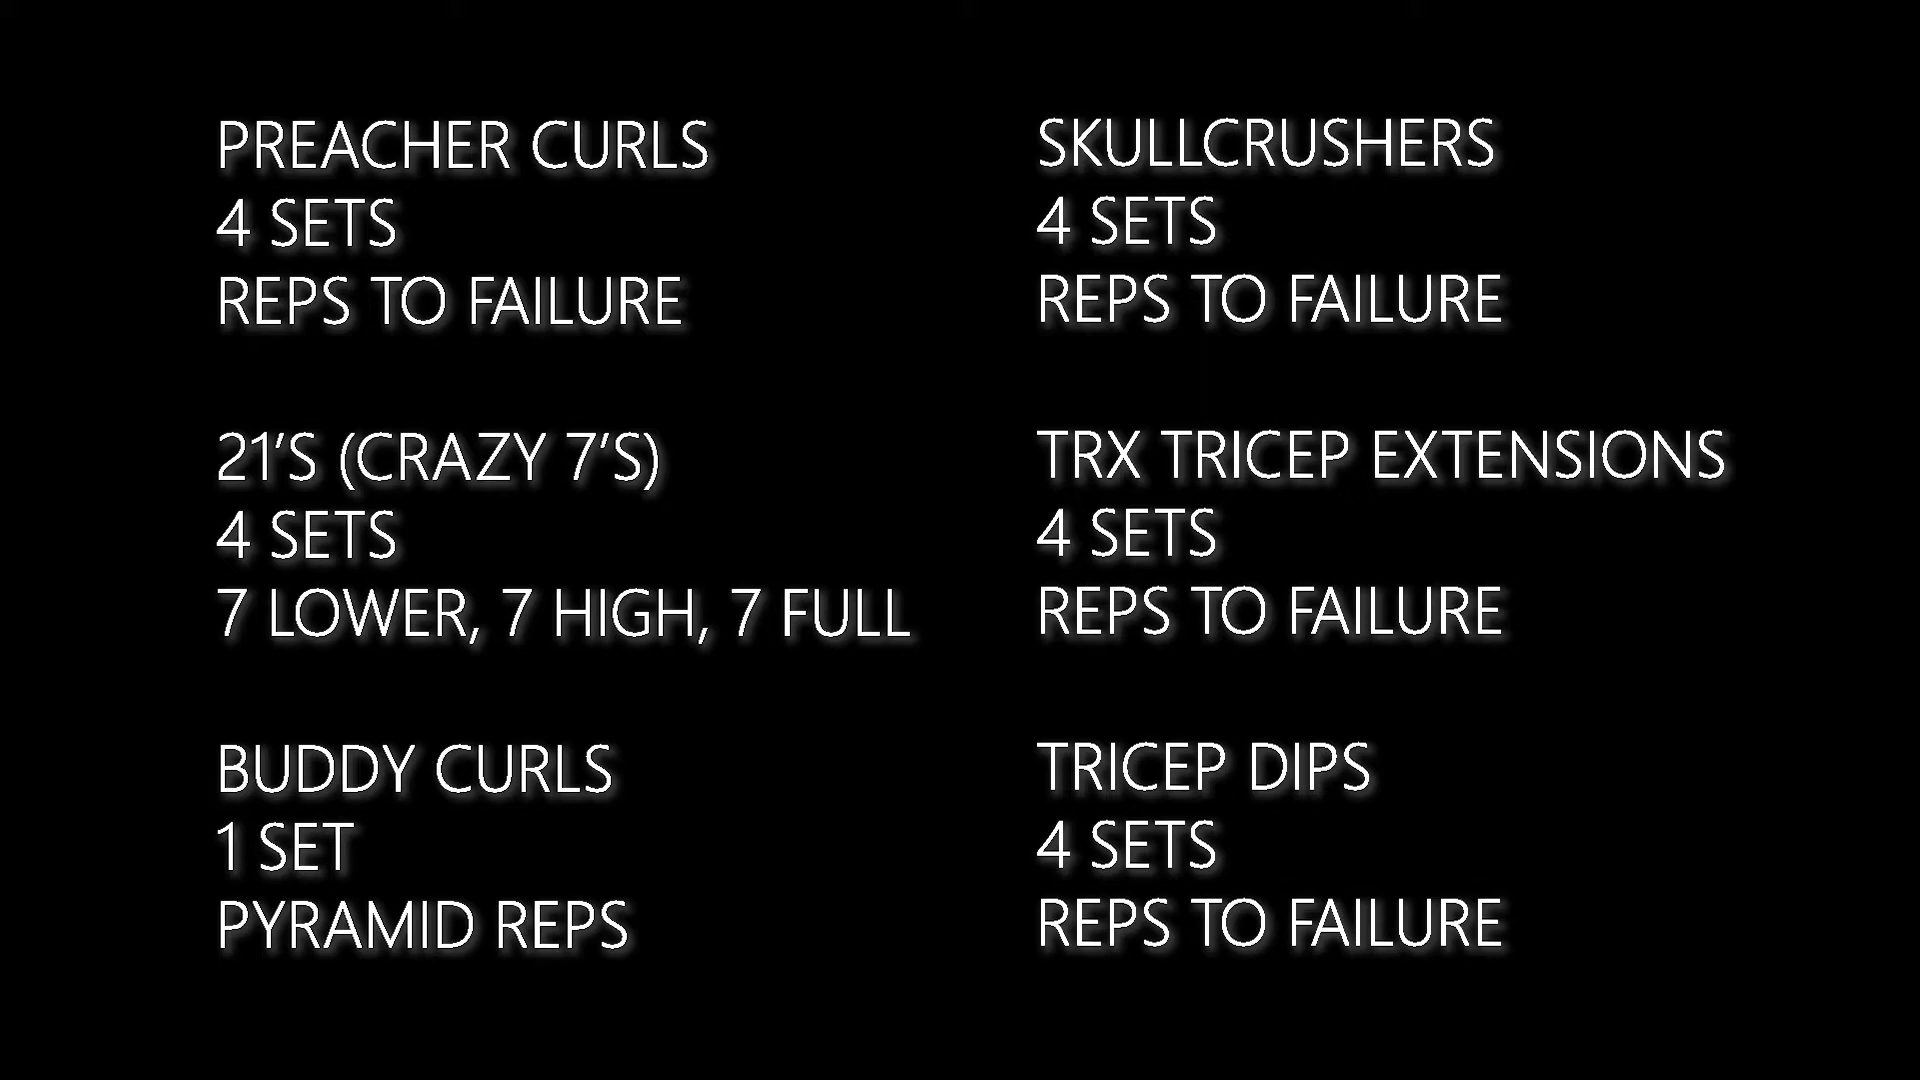 PREACHER CURLS
4 SETS
REPS TO FAILURE
21'S (CRAZY 7'S)
4 SETS
7 LOWER, 7 HIGH, 7 FULL
BUDDY CURLS
1 SET
PYRAMID REPS
SKULLCRUSHERS
4 SETS
REPS TO FAILURE
TRX TRICEP EXTENSIONS
4 SETS
REPS TO FAILURE
TRICEP DIPS
4 SETS
REPS TO FAILURE